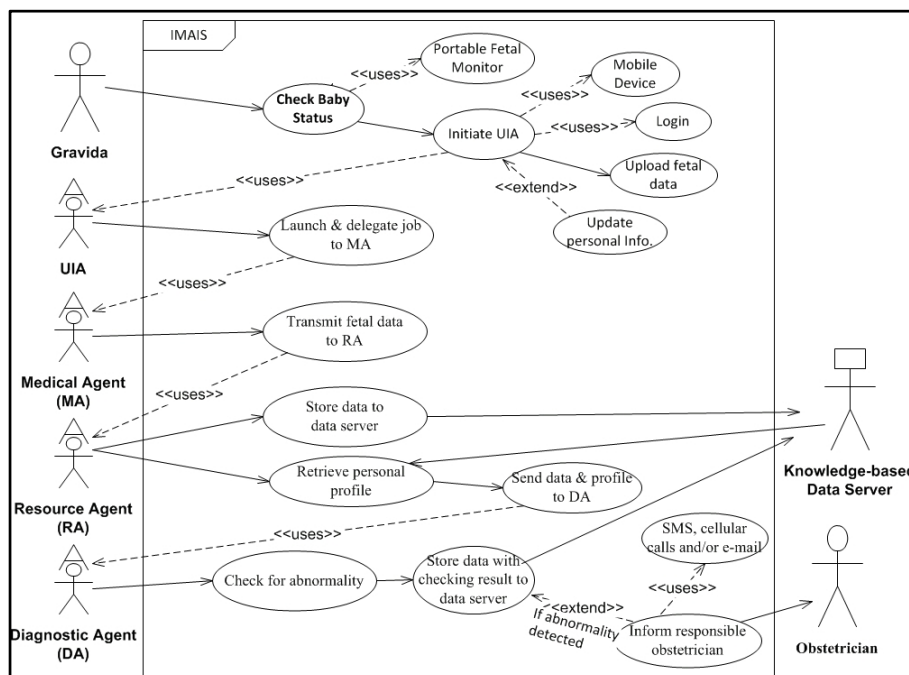 IMAIS
Portable Fetal
Monitor
<<uses>>
Mobile
Device
Check Baby
Status
<<uses>>
Initiate UIA
<<uses>>
Login
Gravida
<<uses>>
Upload fetal
data
<<extend>>
Update
personal Info.
Launch & delegate job
to MA
UIA
<<uses>>
Transmit fetal data
to RA
Medical Agent
(MA)
<<uses>>
Store data to
data server
Retrieve personal
profile
Send data & profile
to DA
Knowledge-based
Data Server
Resource Agent
(RA)
<<uses>>
SMS, cellular
calls and/or e-mail
Check for abnormality
Store data with
checking result to
data server
<<uses>>
<<extend>>
If abnormality
detected
Inform responsible
obstetrician
Diagnostic Agent
(DA)
Obstetrician